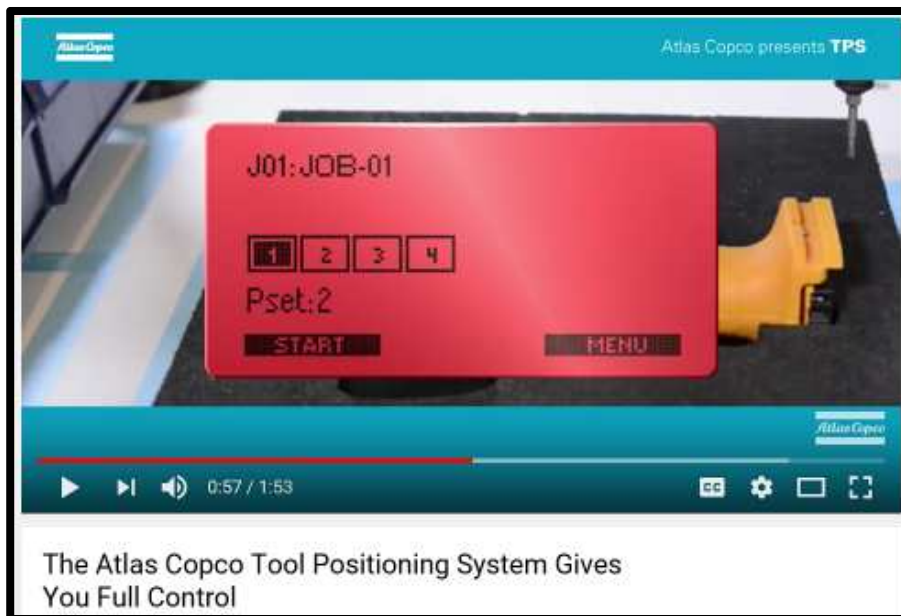 Atlas Copco
Atlas Copco presents TPS
J01:JOB-01
1 2 3 4
Pset:2
START MENU
Atlas Copco
0:57 / 1:53
CC
The Atlas Copco Tool Positioning System Gives
You Full Control